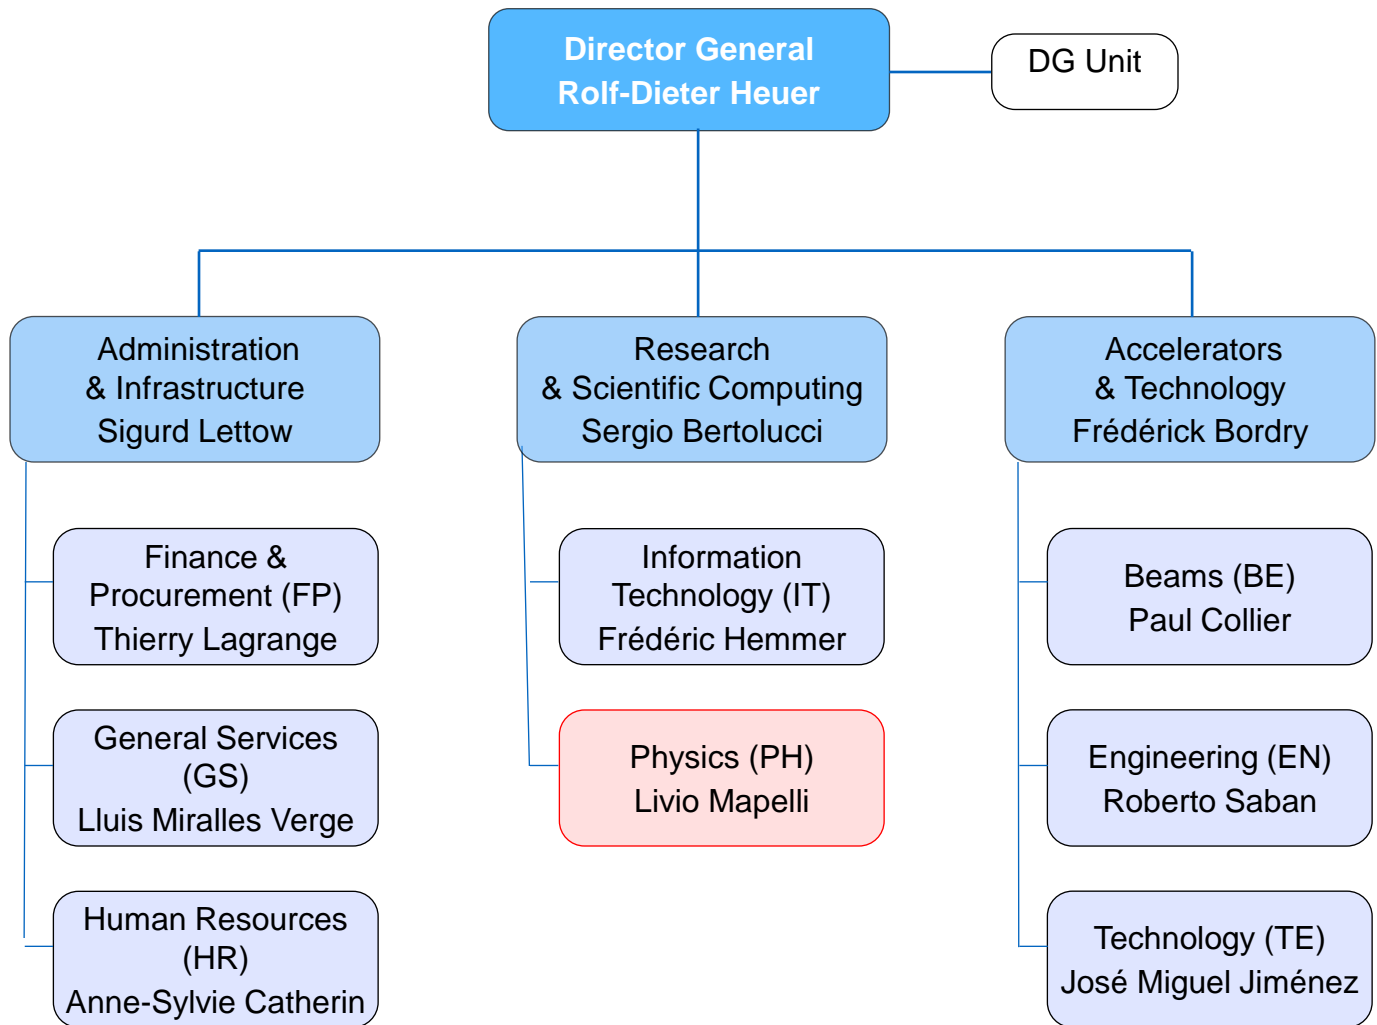 Director General
Rolf-Dieter Heuer
DG Unit
Administration
& Infrastructure
Sigurd Lettow
Research
& Scientific Computing
Sergio Bertolucci
Accelerators
& Technology
Frédérick Bordry
Finance &
Procurement (FP)
Thierry Lagrange
Information
Technology (IT)
Frédéric Hemmer
Beams (BE)
Paul Collier
General Services
(GS)
Lluis Miralles Verge
Physics (PH)
Livio Mapelli
Engineering (EN)
Roberto Saban
Human Resources
(HR)
Anne-Sylvie Catherin
Technology (TE)
José Miguel Jiménez